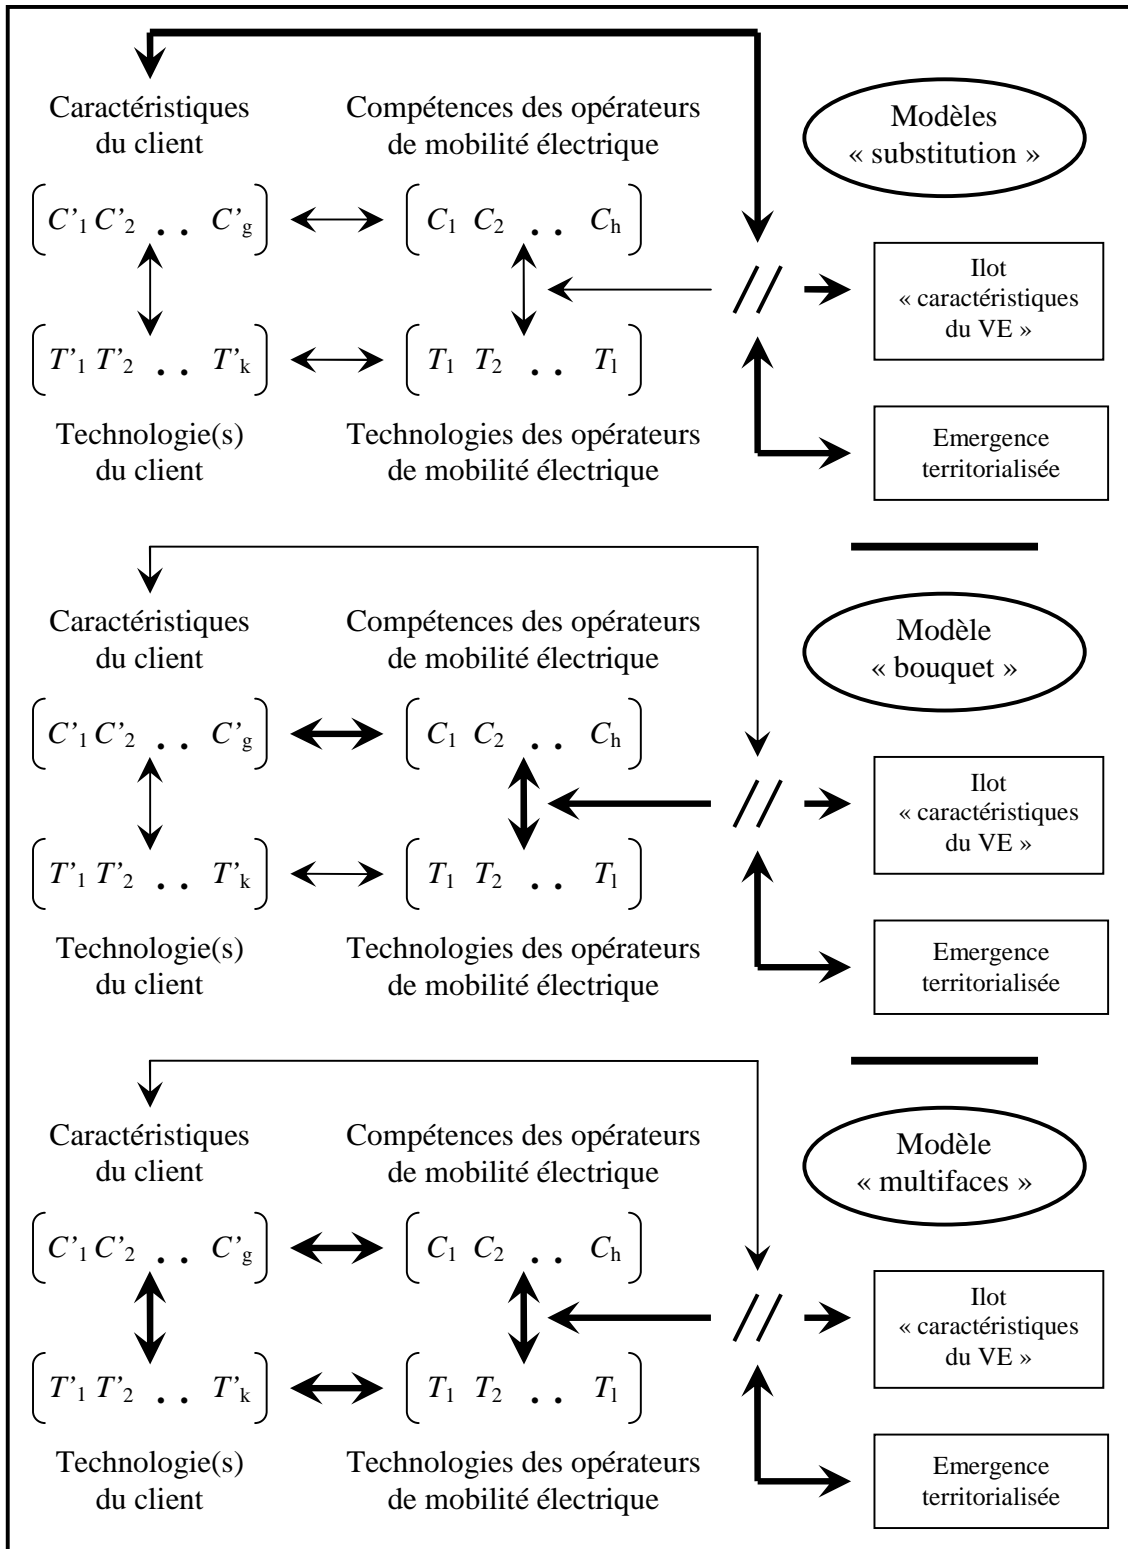 Caractéristiques
du client
Compétences des opérateurs
de mobilité électrique
Modèles
« substitution »
C’1 C’2 . . C’g
C1 C2 . . Ch
Ilot
« caractéristiques
du VE »
T’1 T’2 . . T’k
T1 T2 . . Tl
Technologie(s)
du client
Technologies des opérateurs
de mobilité électrique
Emergence
territorialisée
Caractéristiques
du client
Compétences des opérateurs
de mobilité électrique
Modèle
« bouquet »
C’1 C’2 . . C’g
C1 C2 . . Ch
Ilot
« caractéristiques
du VE »
T’1 T’2 . . T’k
T1 T2 . . Tl
Technologie(s)
du client
Technologies des opérateurs
de mobilité électrique
Emergence
territorialisée
Caractéristiques
du client
Compétences des opérateurs
de mobilité électrique
Modèle
« multifaces »
C’1 C’2 . . C’g
C1 C2 . . Ch
Ilot
« caractéristiques
du VE »
T’1 T’2 . . T’k
T1 T2 . . Tl
Technologie(s)
du client
Technologies des opérateurs
de mobilité électrique
Emergence
territorialisée